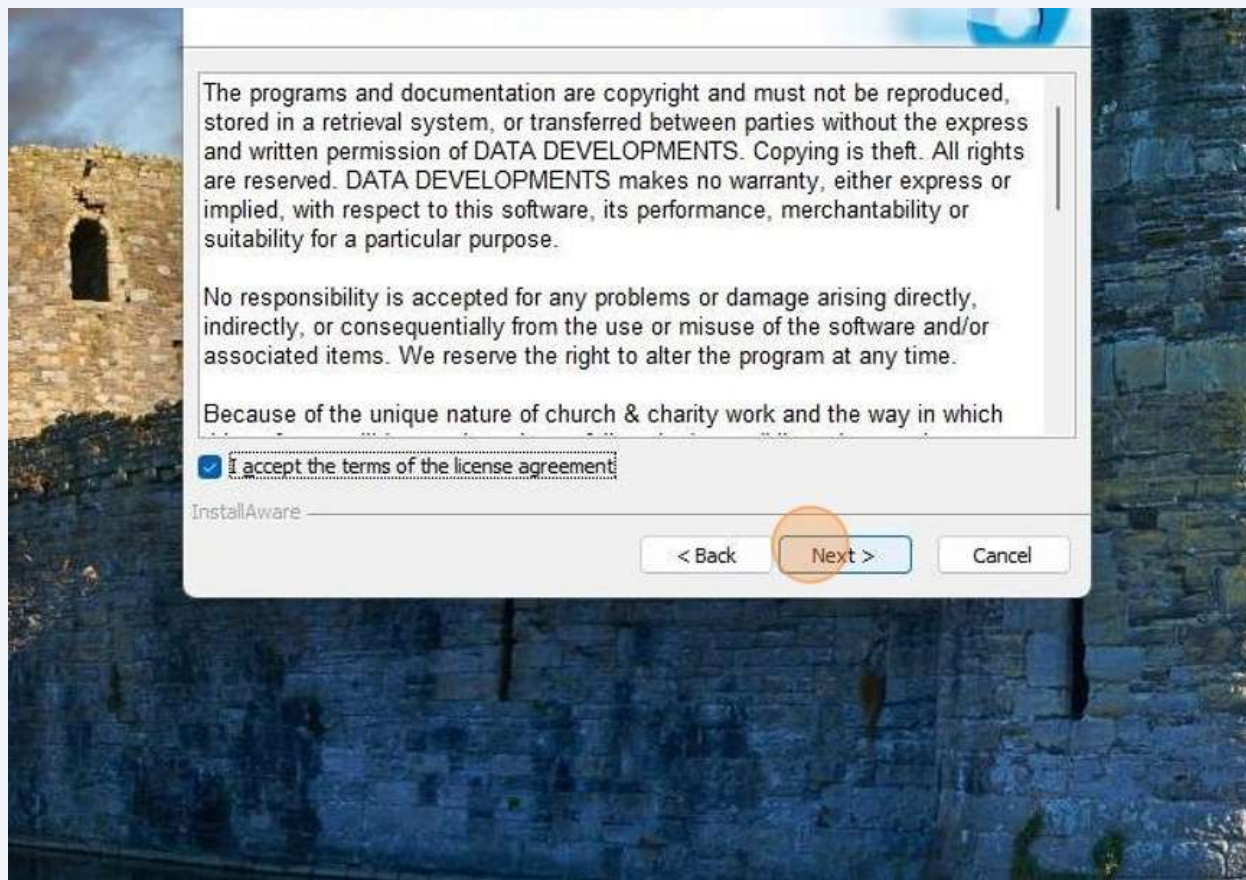 The programs and documentation are copyright and must not be reproduced,
stored in a retrieval system, or transferred between parties without the express
and written permission of DATA DEVELOPMENTS. Copying is theft. All rights
are reserved. DATA DEVELOPMENTS makes no warranty, either express or
implied, with respect to this software, its performance, merchantability or
suitability for a particular purpose.
No responsibility is accepted for any problems or damage arising directly,
indirectly, or consequentially from the use or misuse of the software and/or
associated items. We reserve the right to alter the program at any time.
Because of the unique nature of church & charity work and the way in which
I accept the terms of the license agreement
InstallAware
< Back Next > Cancel